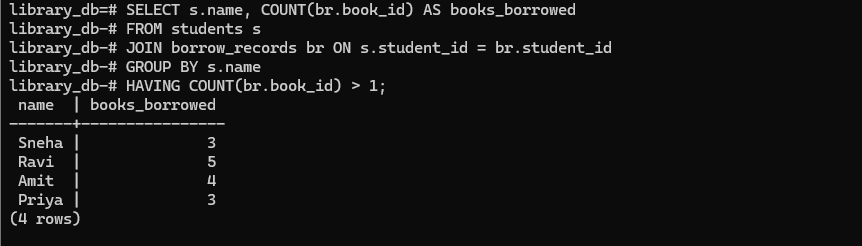 library_db=# SELECT s.name, COUNT(br.book_id) AS books_borrowed
library_db-# FROM students s
library_db-# JOIN borrow_records br ON s.student_id = br.student_id
library_db-# GROUP BY s.name
library_db-# HAVING COUNT(br.book_id) > 1;
 name  | books_borrowed
-------+----------------
 Sneha |              3
 Ravi  |              5
 Amit  |              4
 Priya |              3
(4 rows)